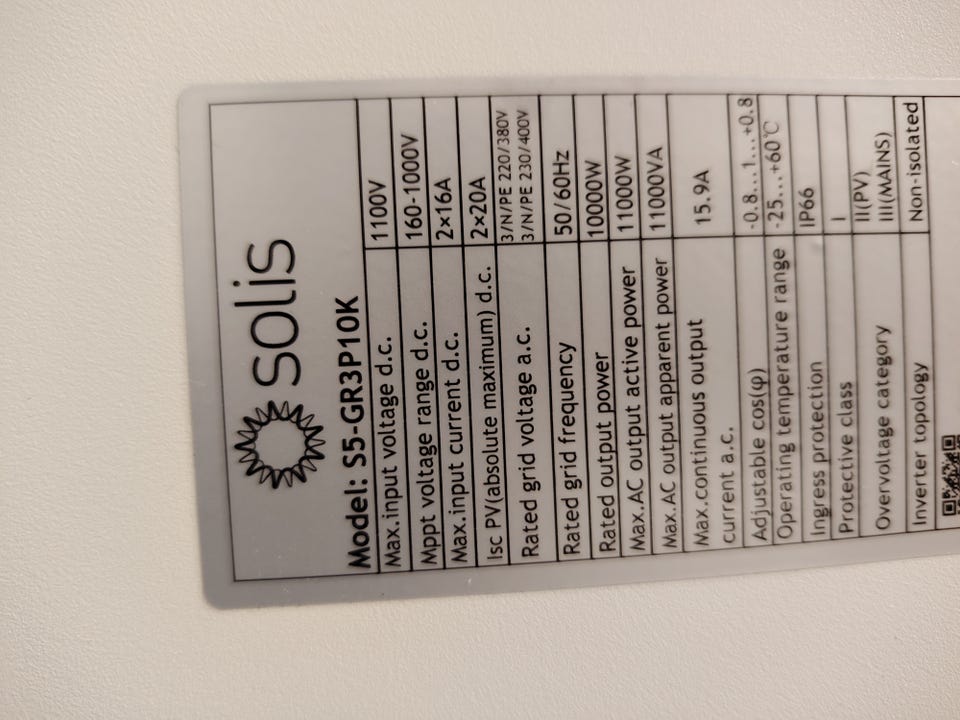 solis
Model: S5-GR3P10K
Max.input voltage d.c. 1100V
Mppt voltage range d.c. 160-1000V
Max.input current d.c. 2×16A
Isc PV(absolute maximum) d.c. 2×20A
Rated grid voltage a.c. 3/N/PE 220/380V
3/N/PE 230/400V
Rated grid frequency 50/60Hz
Rated output power 10000W
Max.AC output active power 11000W
Max.AC output apparent power 11000VA
Max.continuous output
current a.c. 15.9A
Adjustable cos(φ) -0.8...1...+0.8
Operating temperature range -25...+60℃
Ingress protection IP66
Protective class I
Overvoltage category II(PV)
III(MAINS)
Inverter topology Non-isolated